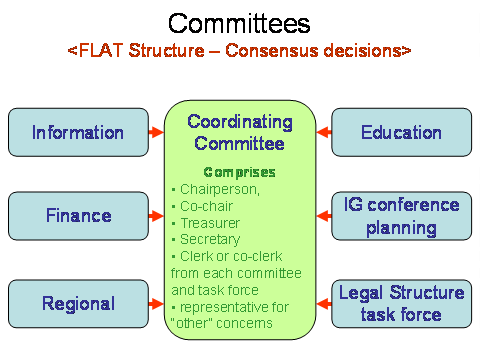 Committees
<FLAT Structure – Consensus decisions>
Information
Finance
Regional
Coordinating
Committee
Comprises
• Chairperson,
• Co-chair
• Treasurer
• Secretary
• Clerk or co-clerk
from each committee
and task force
• representative for
"other" concerns
Education
IG conference
planning
Legal Structure
task force